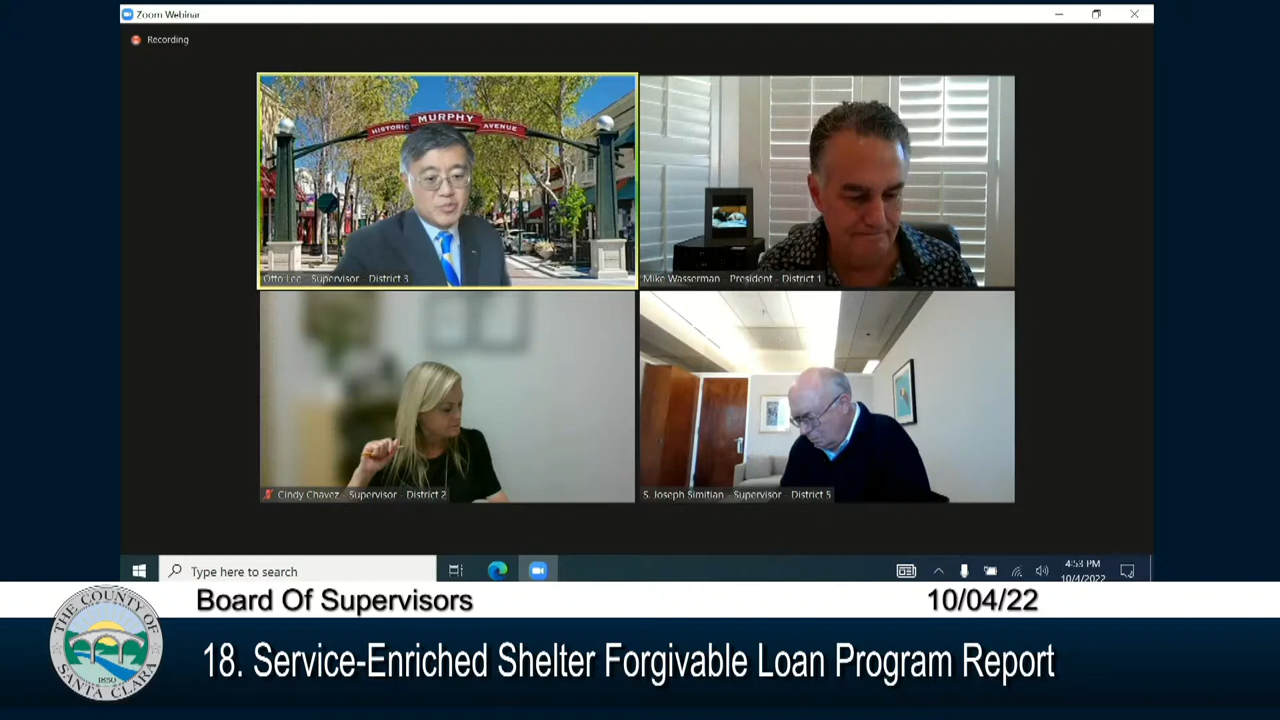 Zoom Webinar
Recording
HISTORIC MURPHY AVENUE
Otto Lee - Supervisor - District 3
Mike Wasserman - President - District 1
Cindy Chavez - Supervisor - District 2
S. Joseph Simitian - Supervisor - District 5
Type here to search
4:53 PM
10/4/2022
THE COUNTY OF SANTA CLARA
1850
Board Of Supervisors
10/04/22
18. Service-Enriched Shelter Forgivable Loan Program Report